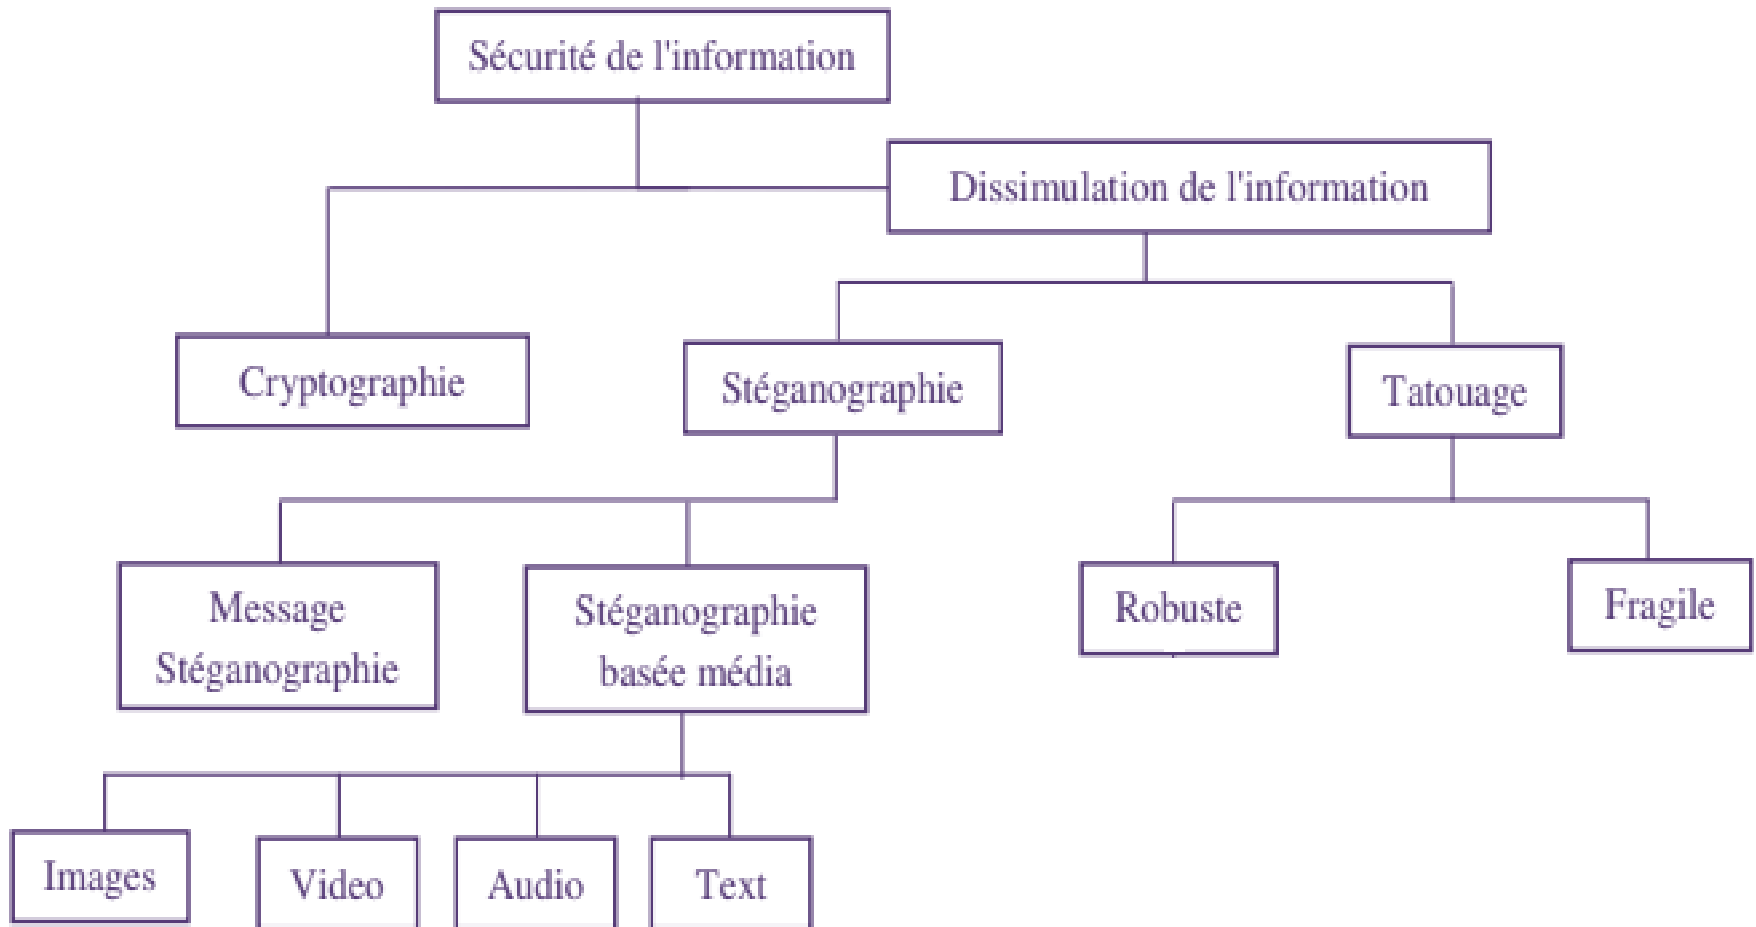 Sécurité de l'information
Dissimulation de l'information
Cryptographie
Stéganographie
Tatouage
Message
Stéganographie
Stéganographie
basée média
Robuste
Fragile
Images
Video
Audio
Text